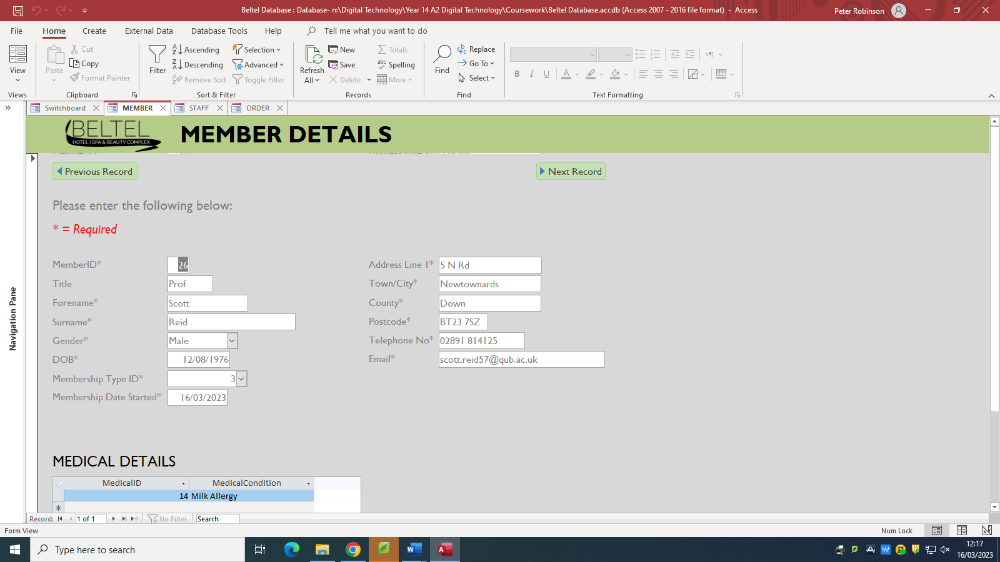 Beltel Database : Database- n:\Digital Technology\Year 14 A2 Digital Technology\Coursework\Beltel Database.accdb (Access 2007 - 2016 file format) - Access
Peter Robinson
File Home Create External Data Database Tools Help Tell me what you want to do
View
Views
Paste
Cut
Copy
Format Painter
Clipboard
Filter
Ascending
Descending
Remove Sort
Selection
Advanced
Toggle Filter
Sort & Filter
Refresh
All
New
Save
Delete
Totals
Spelling
More
Records
Find
Replace
Go To
Select
Find
B I U
Text Formatting
Switchboard MEMBER STAFF ORDER
BELTEL
HOTEL | SPA & BEAUTY COMPLEX
MEMBER DETAILS
Previous Record Next Record
Please enter the following below:
* = Required
MemberID* 26 Address Line 1* 5 N Rd
Title Prof Town/City* Newtownards
Forename* Scott County* Down
Surname* Reid Postcode* BT23 7SZ
Gender* Male Telephone No* 02891 814125
DOB* 12/08/1976 Email* scott.reid57@qub.ac.uk
Membership Type ID* 3
Membership Date Started* 16/03/2023
MEDICAL DETAILS
MedicalID MedicalCondition
14 Milk Allergy
Record: 1 of 1 No Filter Search
Navigation Pane
Form View Num Lock
Type here to search
12:17
16/03/2023